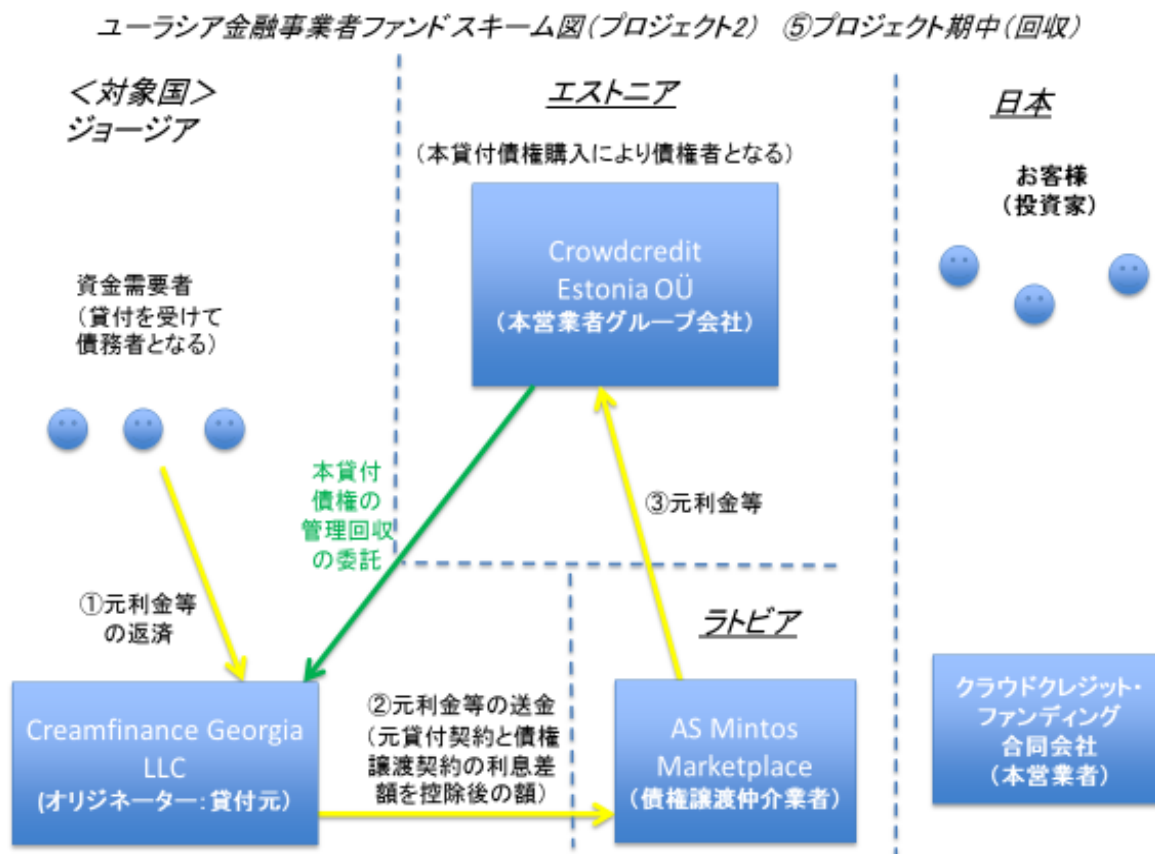 ユーラシア金融事業者ファンドスキーム図(プロジェクト2) ⑤プロジェクト期中(回収)
＜対象国＞
ジョージア
エストニア
日本
(本貸付債権購入により債権者となる)
お客様
(投資家)
Crowdcredit
Estonia OÜ
(本営業者グループ会社)
資金需要者
(貸付を受けて
債務者となる)
本貸付
債権の
管理回収
の委託
③元利金等
①元利金等
の返済
ラトビア
Creamfinance Georgia
LLC
(オリジネーター：貸付元)
②元利金等の送金
(元貸付契約と債権
譲渡契約の利息差
額を控除後の額)
AS Mintos
Marketplace
(債権譲渡仲介業者)
クラウドクレジット・
ファンディング
合同会社
(本営業者)